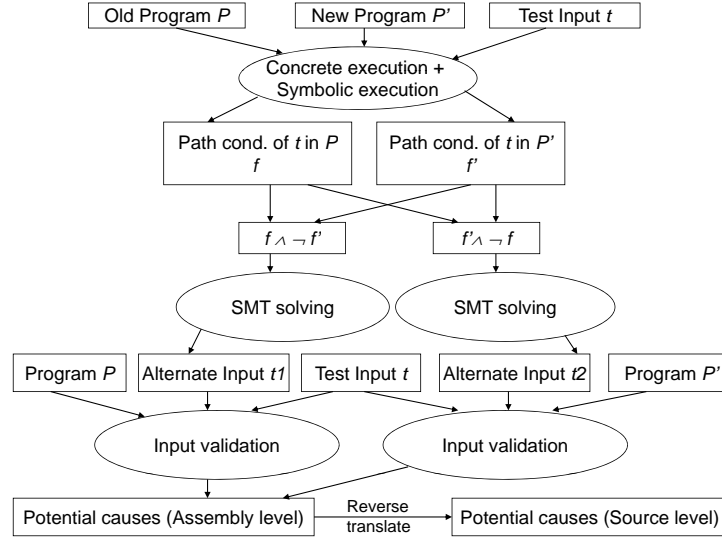 Old Program P
New Program P'
Test Input t
Concrete execution +
Symbolic execution
Path cond. of t in P
f
Path cond. of t in P'
f'
f ∧ ¬ f'
f' ∧ ¬ f
SMT solving
SMT solving
Program P
Alternate Input t1
Test Input t
Alternate Input t2
Program P'
Input validation
Input validation
Potential causes (Assembly level)
Reverse
translate
Potential causes (Source level)